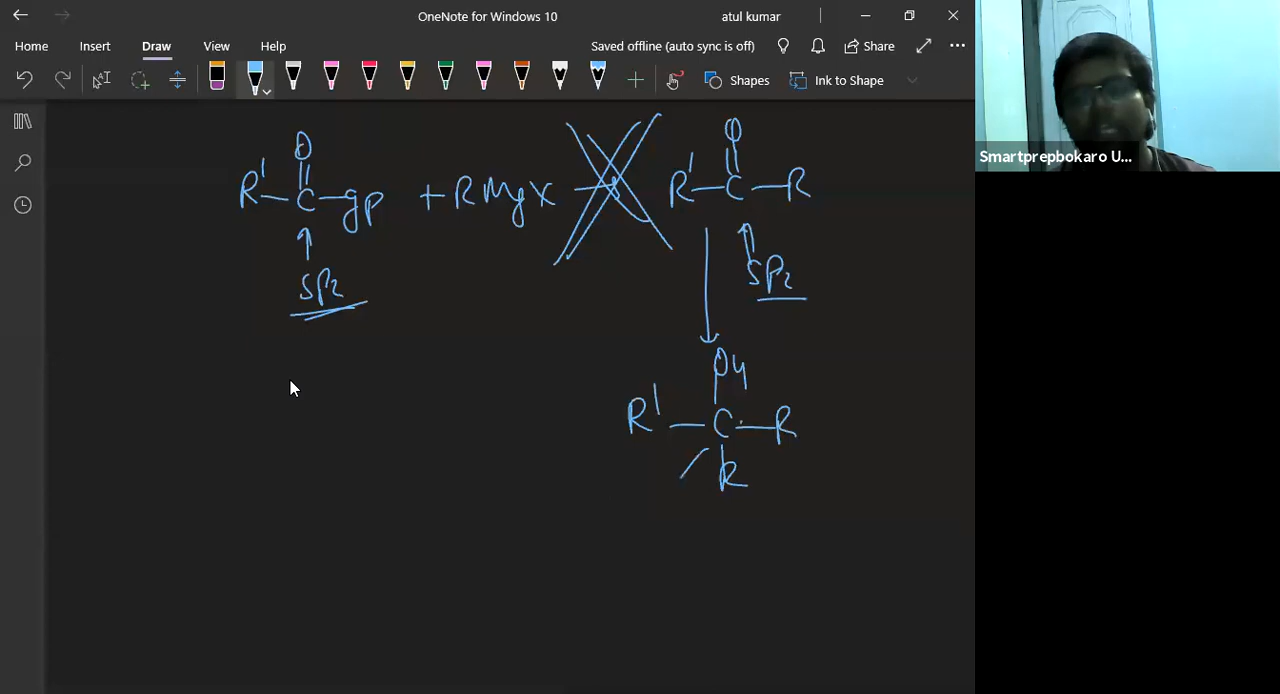 OneNote for Windows 10
atul kumar
Home Insert Draw View Help
Saved offline (auto sync is off)
Share
Shapes
Ink to Shape
Smartprepbokaro U...
O O
R' — C — gp + RMgX → R' — C — R
SP2 SP2
OH
R' — C — R
R